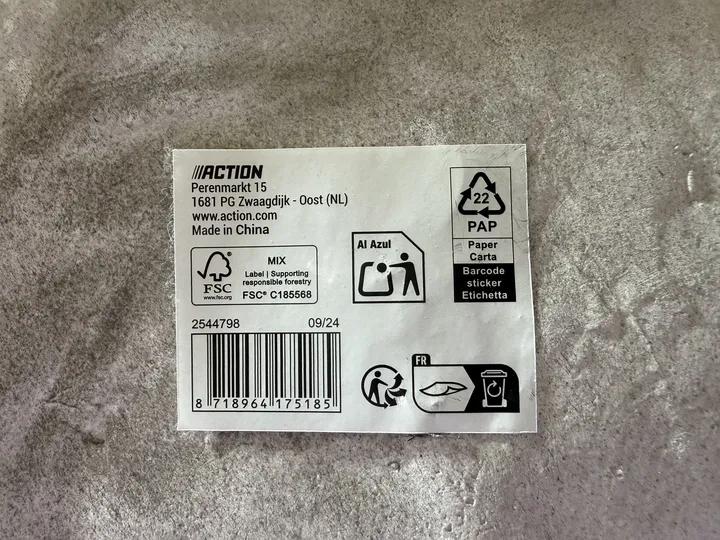 ACTION
Perenmarkt 15
1681 PG Zwaagdijk - Oost (NL)
www.action.com
Made in China
FSC
www.fsc.org
MIX
Label | Supporting
responsible forestry
FSC® C185568
Al Azul
22
PAP
Paper
Carta
Barcode
sticker
Etichetta
2544798 09/24
8 718964 175185
FR